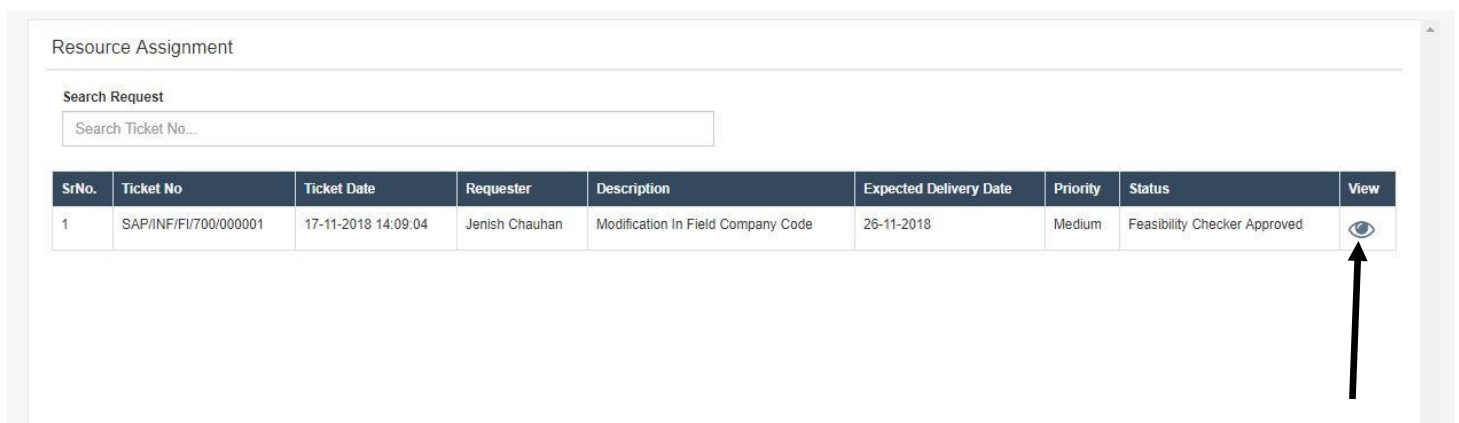 Resource Assignment
Search Request
Search Ticket No...
SrNo. Ticket No Ticket Date Requester Description Expected Delivery Date Priority Status View
1 SAP/INF/FI/700/000001 17-11-2018 14:09:04 Jenish Chauhan Modification In Field Company Code 26-11-2018 Medium Feasibility Checker Approved